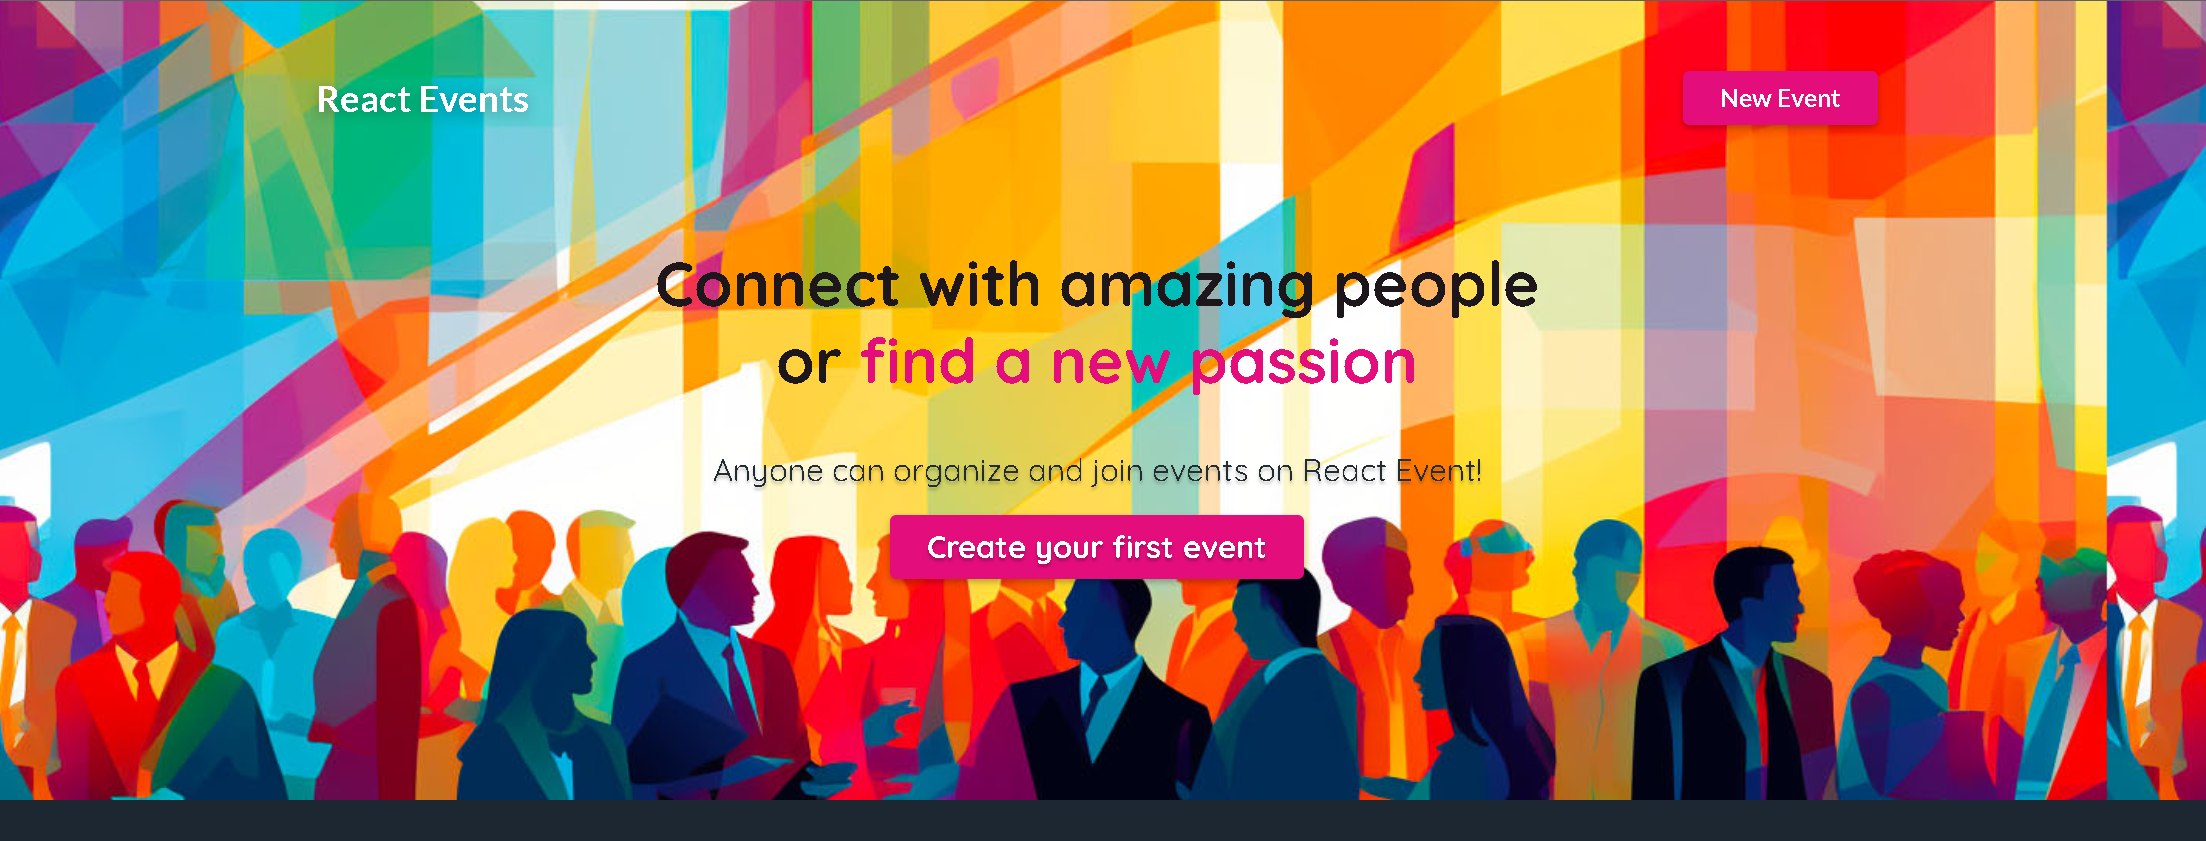 React Events
New Event
Connect with amazing people
or find a new passion
Anyone can organize and join events on React Event!
Create your first event